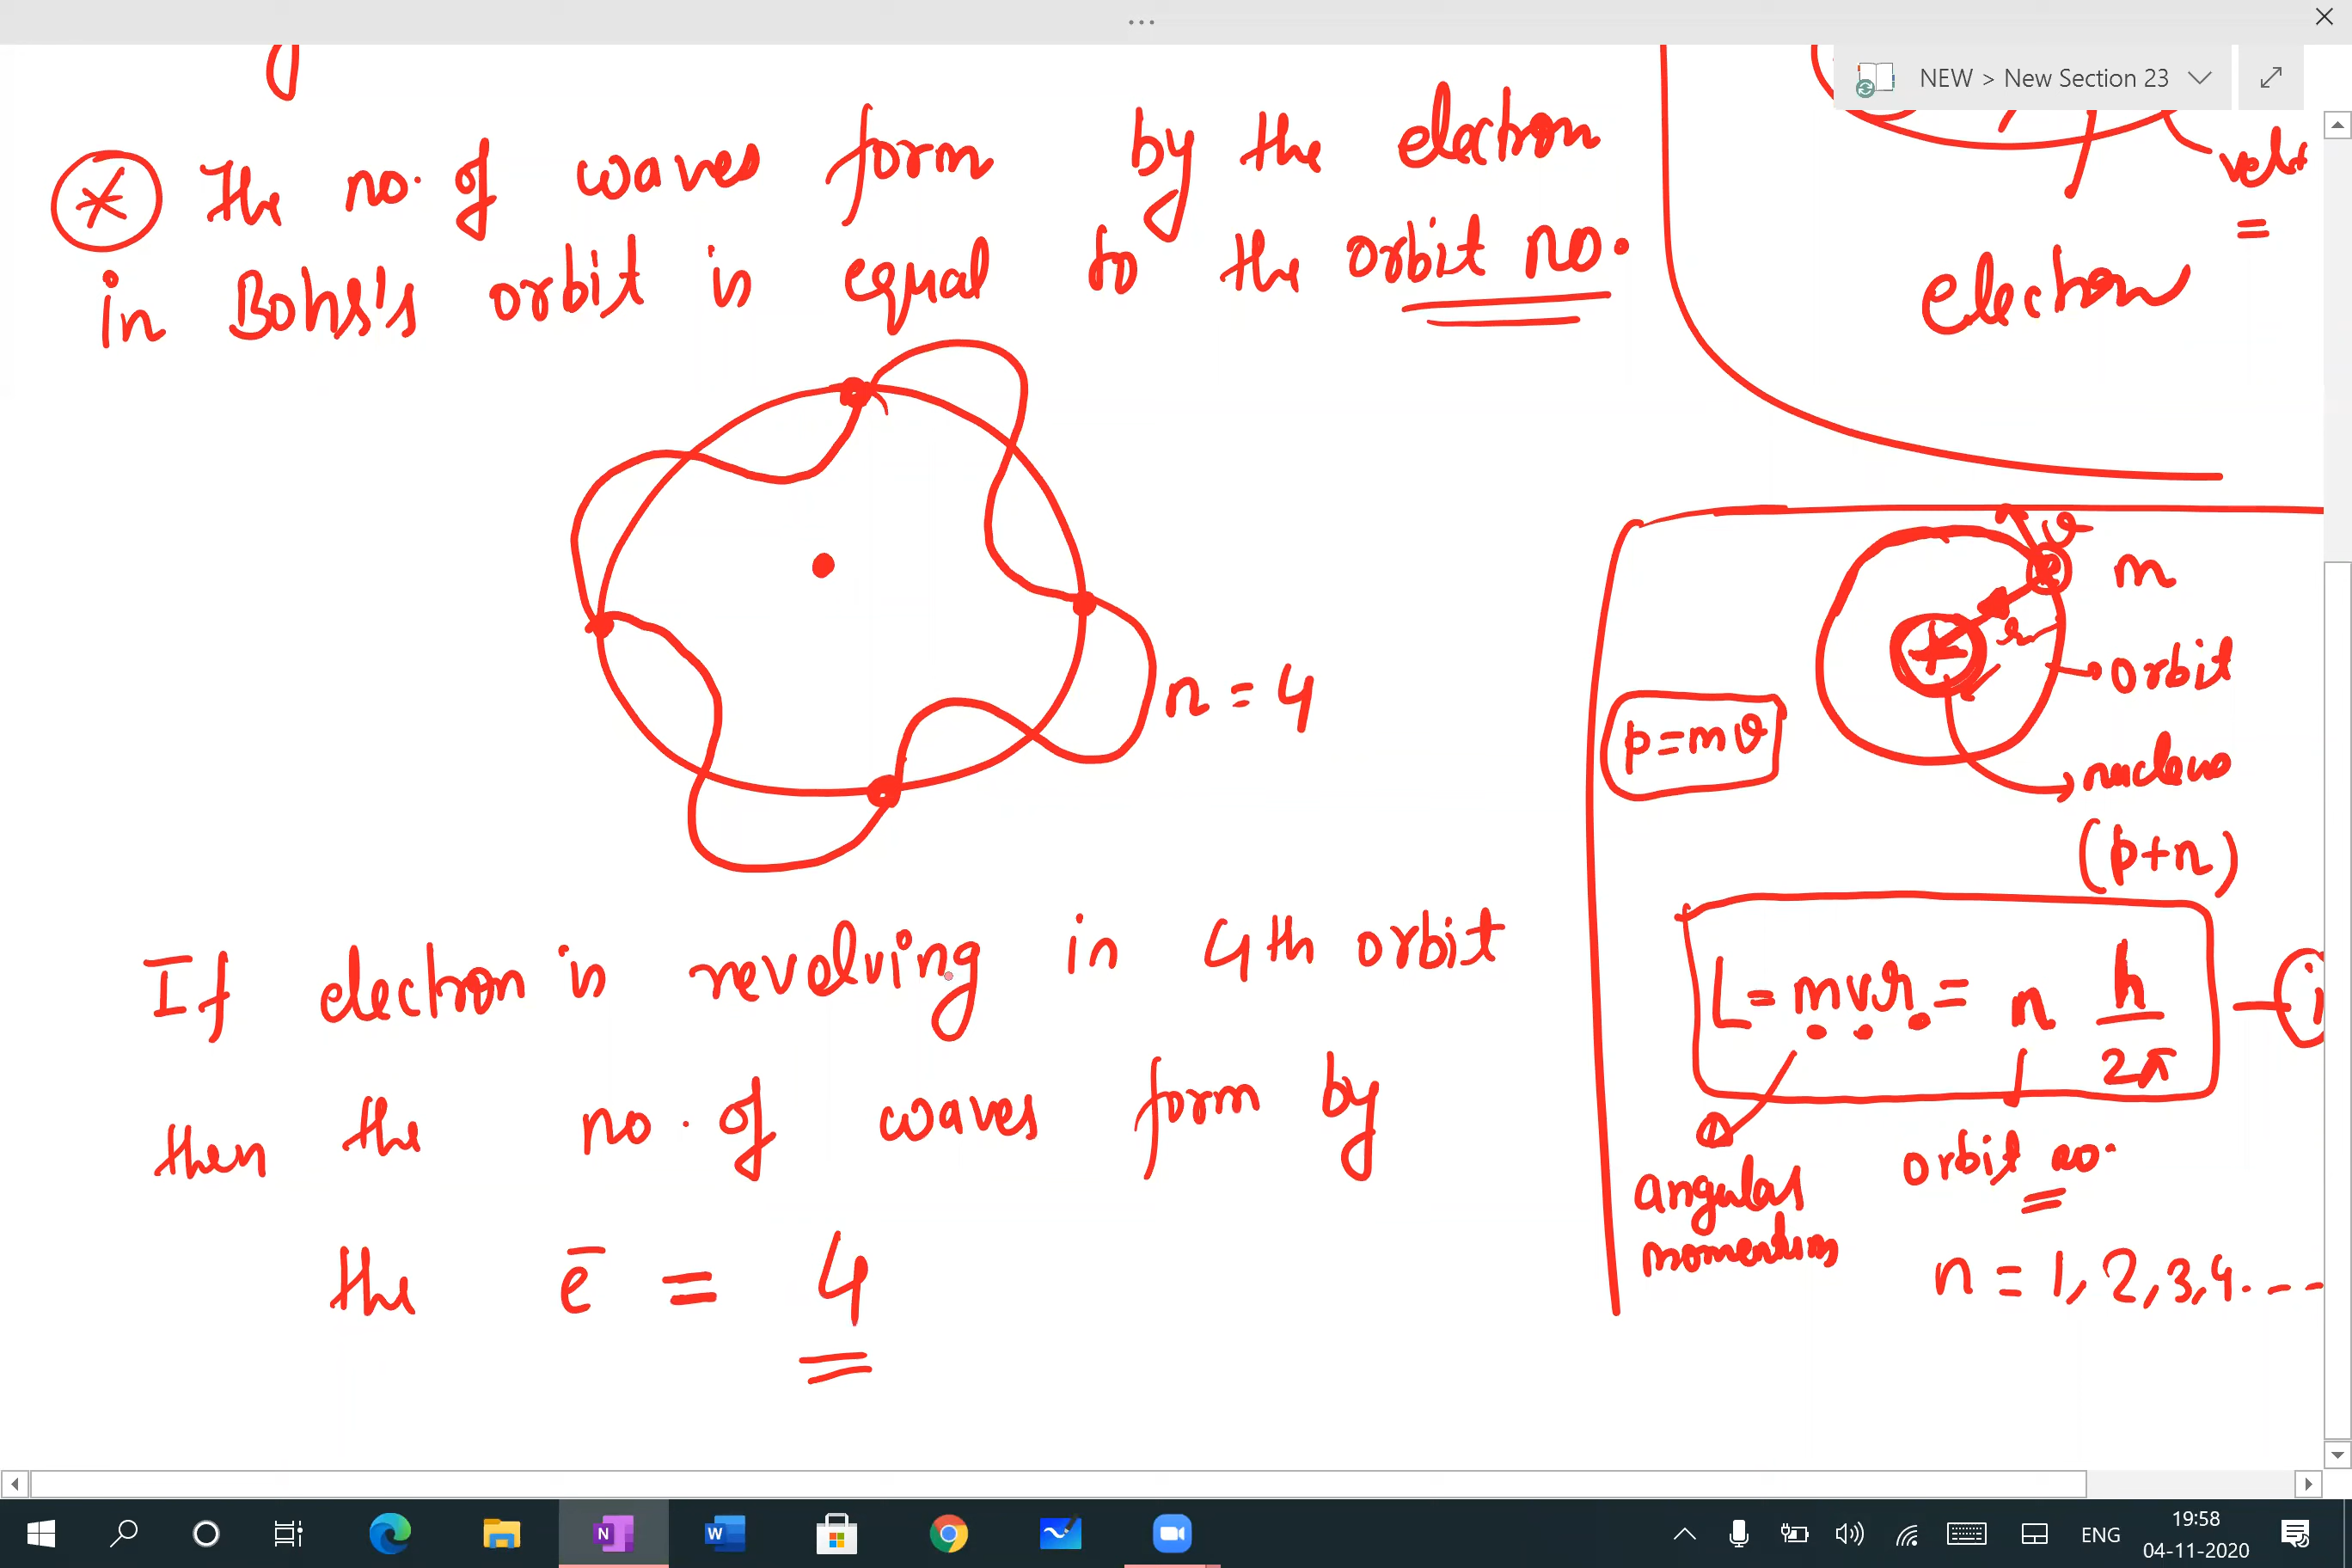 NEW > New Section 23
* The no. of waves form by the electron
in Bohr's orbit is equal to the orbit no.
n = 4
If electron is revolving in 4th orbit
then the no. of waves form by
the e̅ = 4
=
electron
v
m
r
orbit
nucleus
(p+n)
p=mv
L = mvr = n h/2π — (i
angular
momentum
orbit no.
n = 1, 2, 3, 4 . - - -
N
W
ENG
19:58
04-11-2020